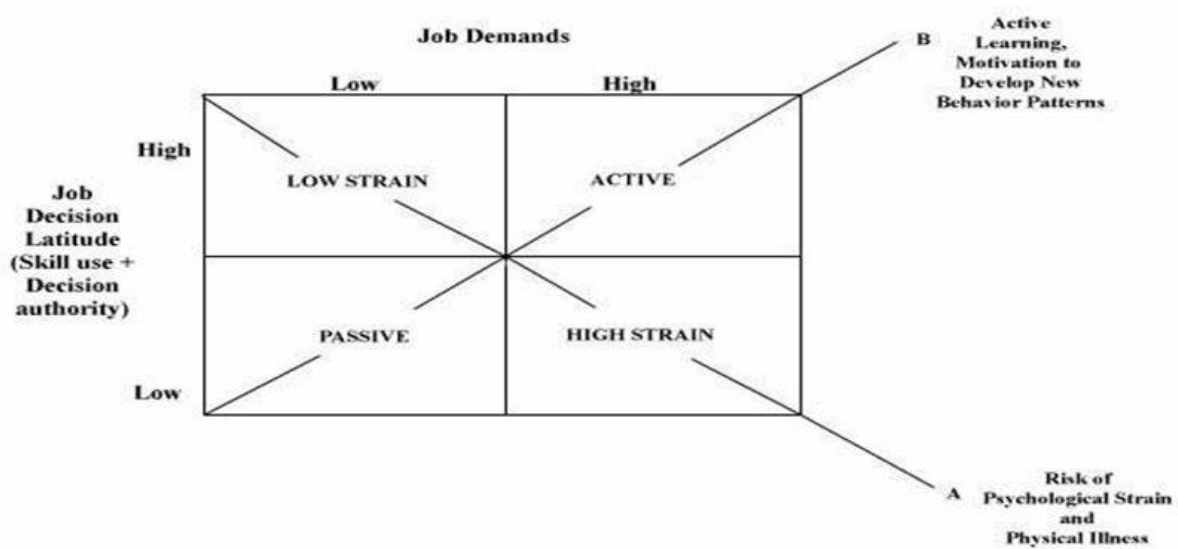 Job Demands
Low
High
B
Active
Learning,
Motivation to
Develop New
Behavior Patterns
High
LOW STRAIN
ACTIVE
Job
Decision
Latitude
(Skill use +
Decision
authority)
PASSIVE
HIGH STRAIN
Low
A
Risk of
Psychological Strain
and
Physical Illness